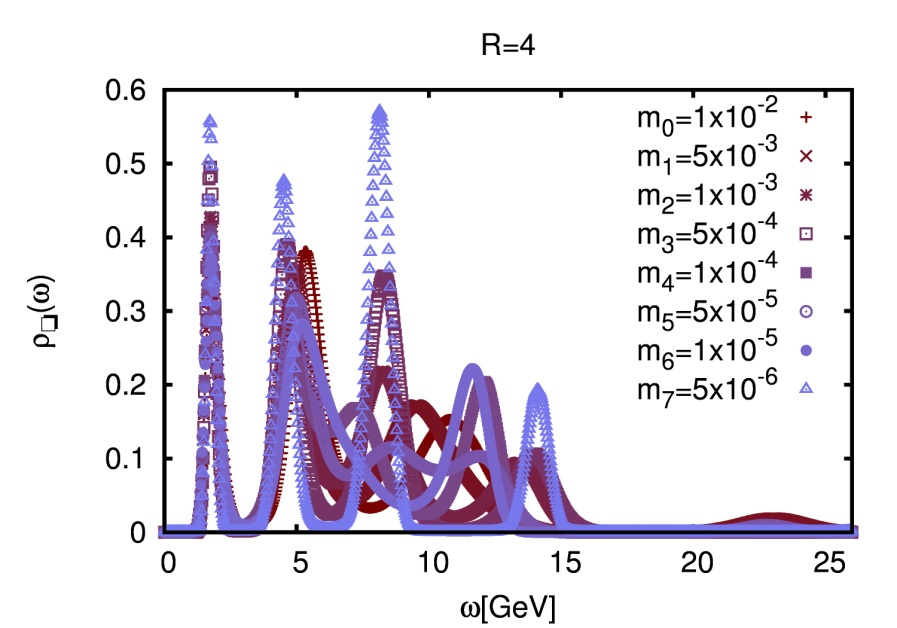 R=4
0.6
0.5
0.4
0.3
0.2
0.1
0
ρ□(ω)
m0=1x10-2
m1=5x10-3
m2=1x10-3
m3=5x10-4
m4=1x10-4
m5=5x10-5
m6=1x10-5
m7=5x10-6
0 5 10 15 20 25
ω[GeV]